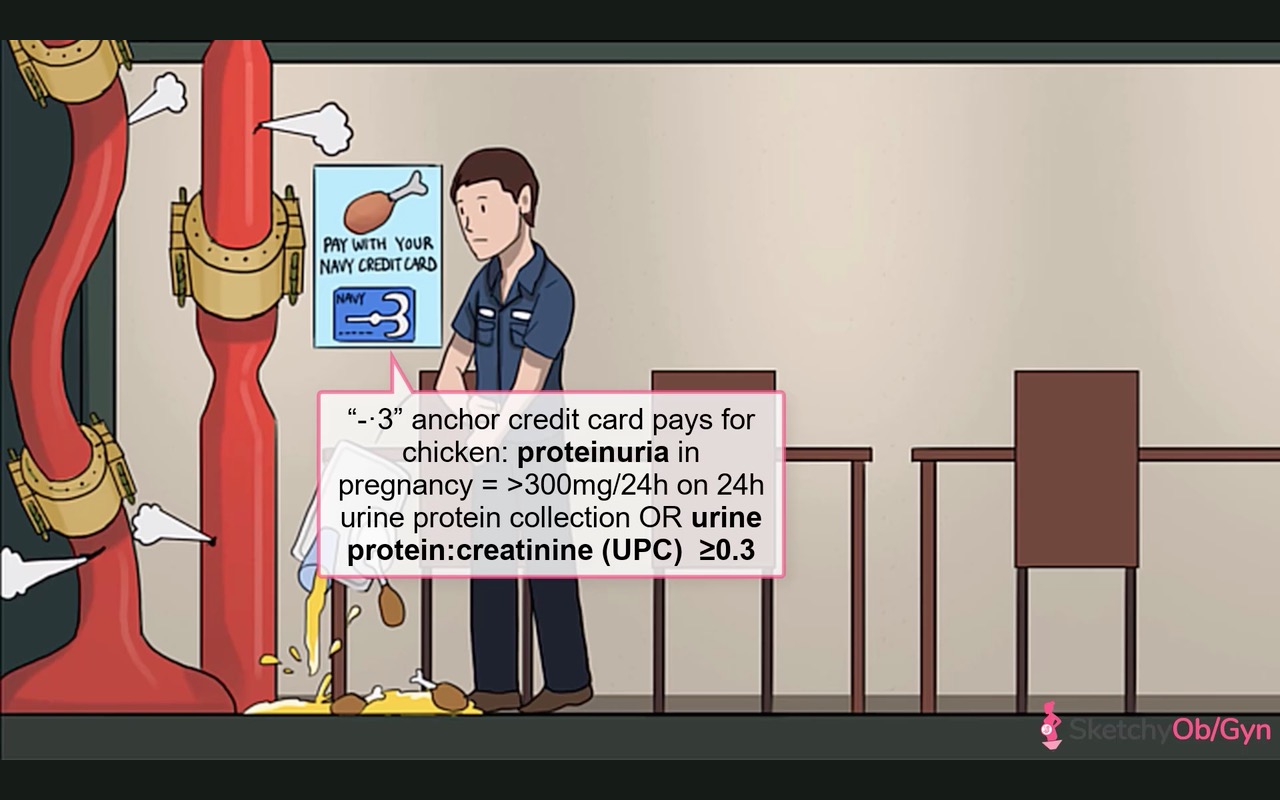 PAY WITH YOUR
NAVY CREDIT CARD
NAVY
“-·3” anchor credit card pays for
chicken: proteinuria in
pregnancy = >300mg/24h on 24h
urine protein collection OR urine
protein:creatinine (UPC) ≥0.3
SketchyOb/Gyn